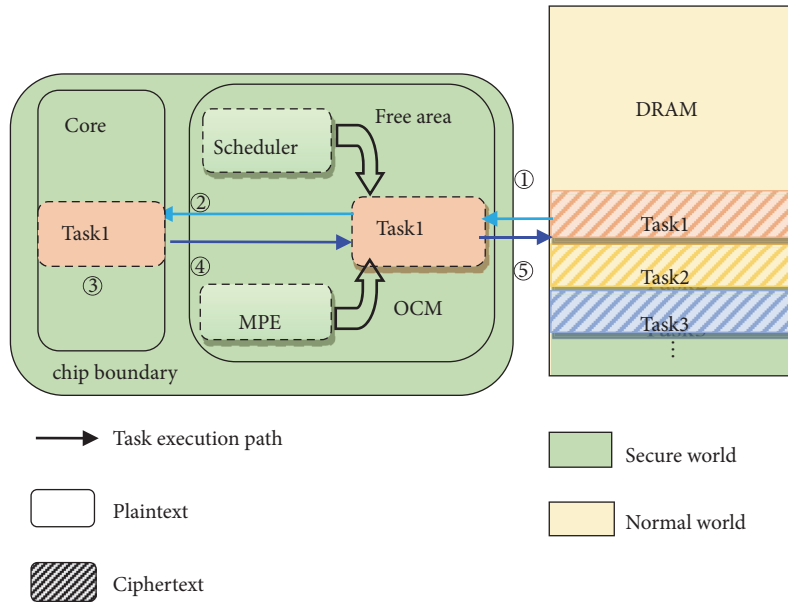 DRAM
Core
Free area
Scheduler
①
②
Task1
Task1
Task1
③
④
⑤
Task2
MPE
OCM
Task3
⋮
chip boundary
Task execution path
Secure world
Plaintext
Normal world
Ciphertext